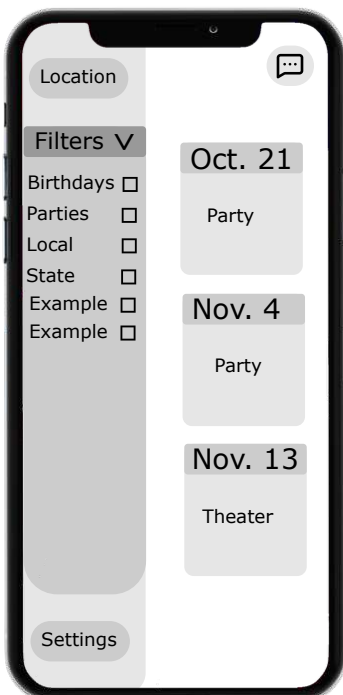 Location
Filters V
Birthdays
Parties
Local
State
Example
Example
Settings
Oct. 21
Party
Nov. 4
Party
Nov. 13
Theater